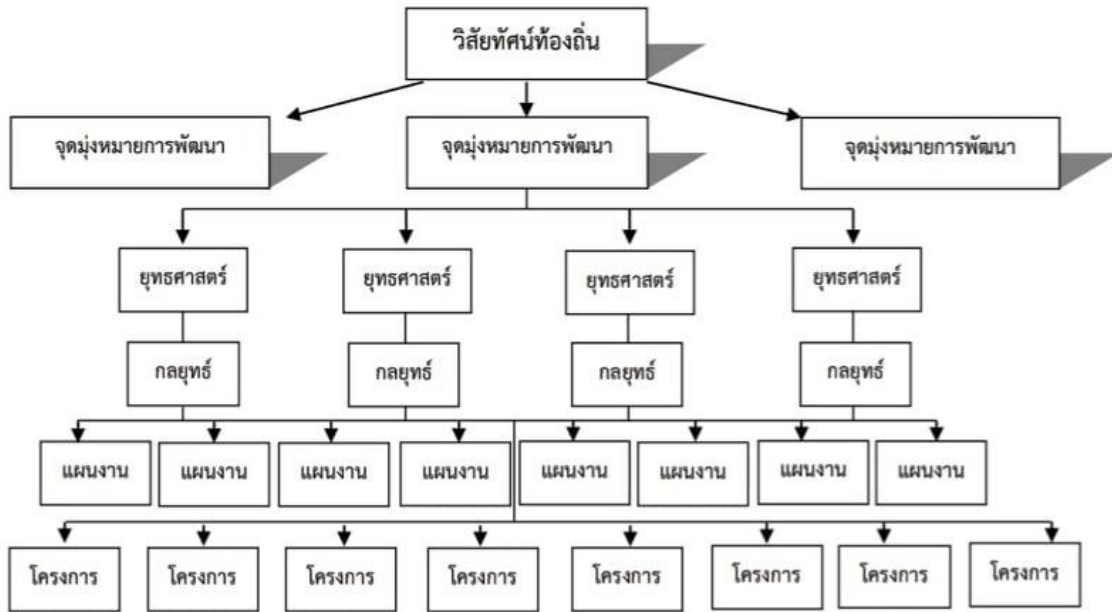 วิสัยทัศน์ท้องถิ่น
จุดมุ่งหมายการพัฒนา
จุดมุ่งหมายการพัฒนา
จุดมุ่งหมายการพัฒนา
ยุทธศาสตร์
ยุทธศาสตร์
ยุทธศาสตร์
ยุทธศาสตร์
กลยุทธ์
กลยุทธ์
กลยุทธ์
กลยุทธ์
แผนงาน
แผนงาน
แผนงาน
แผนงาน
แผนงาน
แผนงาน
แผนงาน
แผนงาน
โครงการ
โครงการ
โครงการ
โครงการ
โครงการ
โครงการ
โครงการ
โครงการ